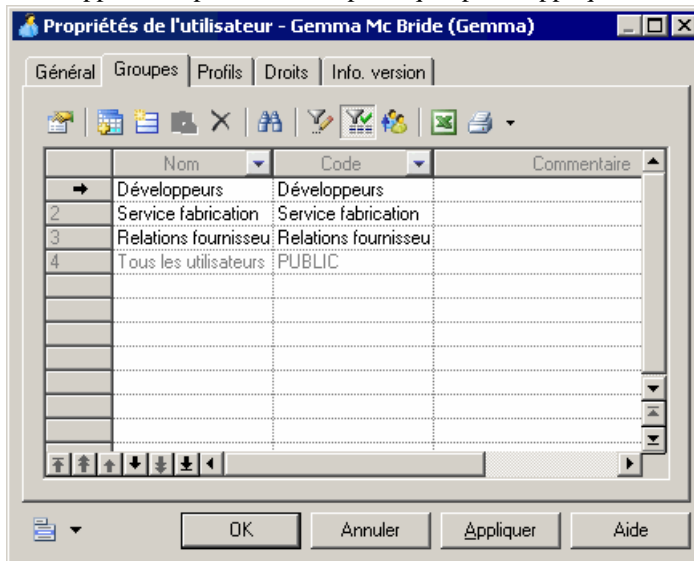 Propriétés de l'utilisateur - Gemma Mc Bride (Gemma)
Général Groupes Profils Droits Info. version
Nom Code Commentaire
Développeurs Développeurs
2 Service fabrication Service fabrication
3 Relations fournisseu Relations fournisseu
4 Tous les utilisateurs PUBLIC
OK Annuler Appliquer Aide